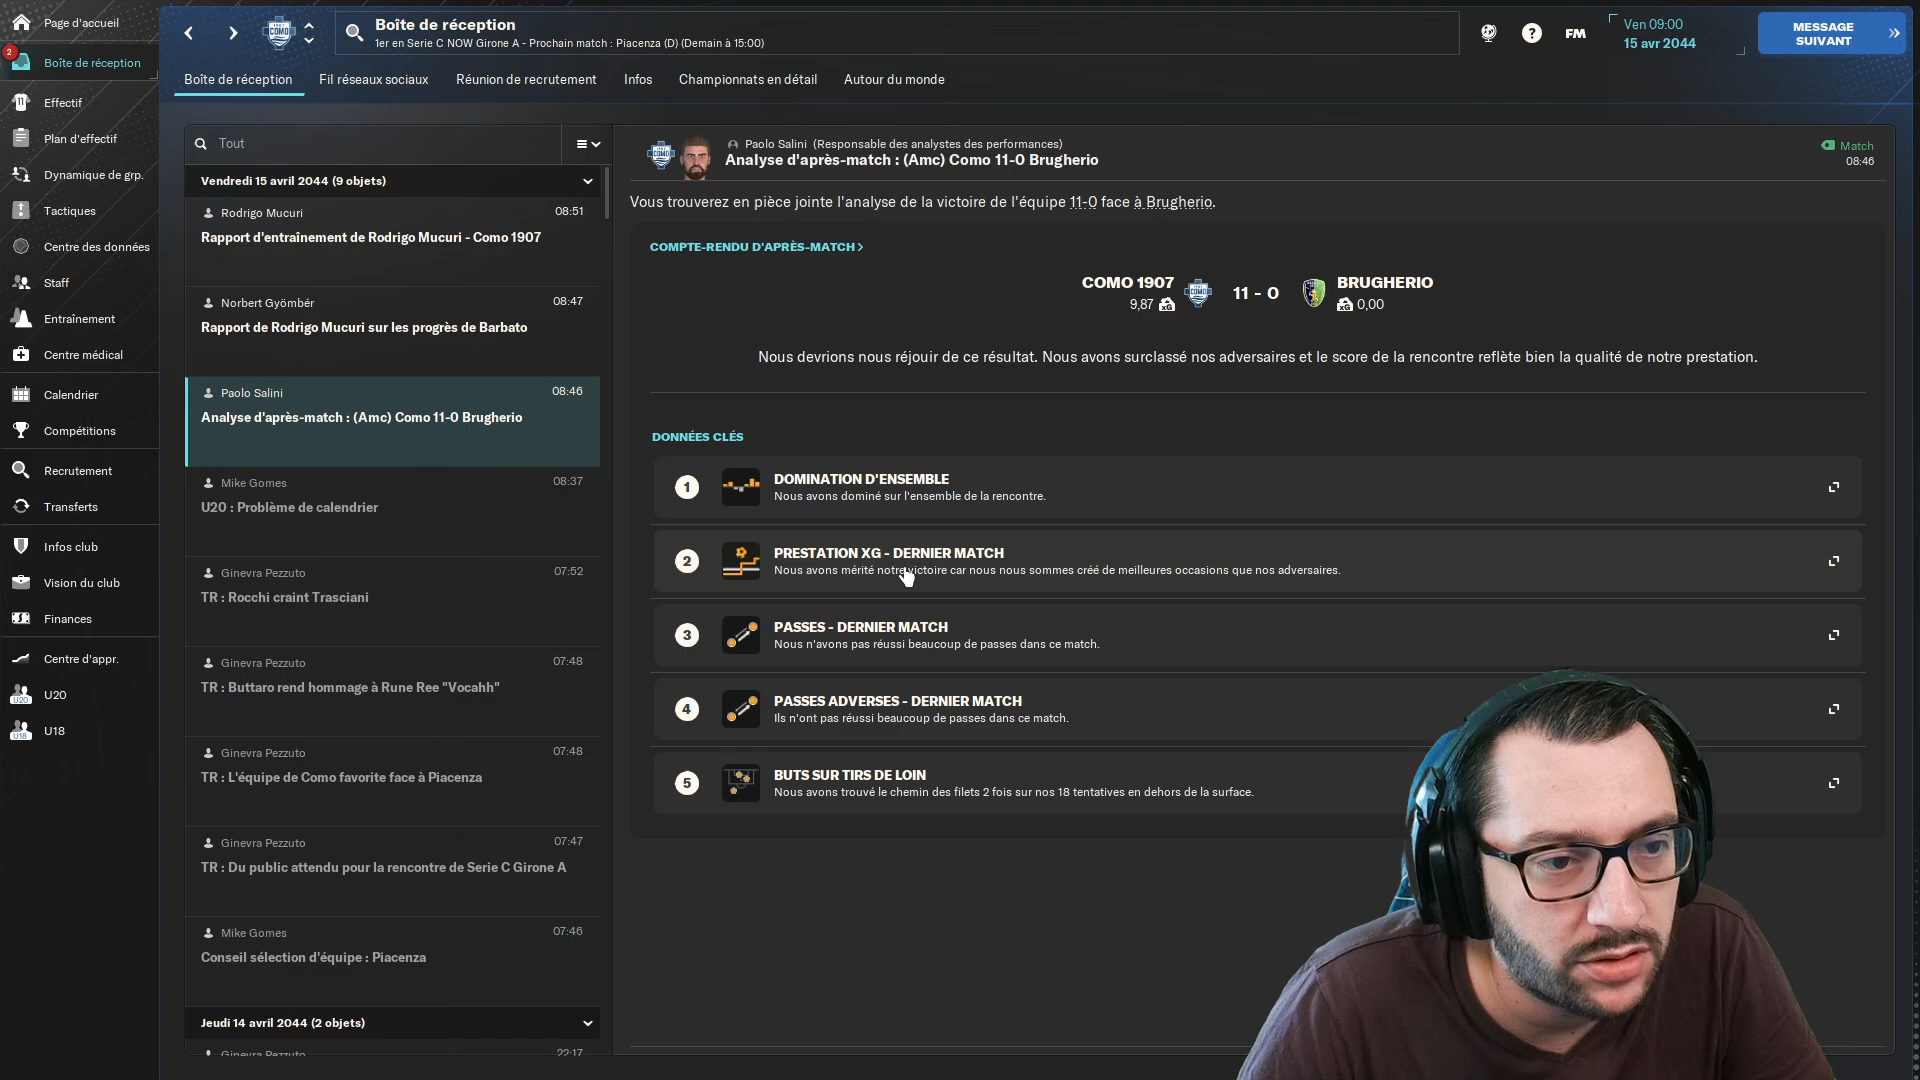 Page d'accueil
2
Boîte de réception
Effectif
Plan d'effectif
Dynamique de grp.
Tactiques
Centre des données
Staff
Entraînement
Centre médical
Calendrier
Compétitions
Recrutement
Transferts
Infos club
Vision du club
Finances
Centre d'appr.
U20
U18
Boîte de réception
1er en Serie C NOW Girone A - Prochain match : Piacenza (D) (Demain à 15:00)
FM
Ven 09:00
15 avr 2044
MESSAGE SUIVANT
Boîte de réception
Fil réseaux sociaux
Réunion de recrutement
Infos
Championnats en détail
Autour du monde
Tout
Vendredi 15 avril 2044 (9 objets)
Rodrigo Mucuri 08:51
Rapport d'entraînement de Rodrigo Mucuri - Como 1907
Norbert Gyömbér 08:47
Rapport de Rodrigo Mucuri sur les progrès de Barbato
Paolo Salini 08:46
Analyse d'après-match : (Amc) Como 11-0 Brugherio
Mike Gomes 08:37
U20 : Problème de calendrier
Ginevra Pezzuto 07:52
TR : Rocchi craint Trasciani
Ginevra Pezzuto 07:48
TR : Buttaro rend hommage à Rune Ree "Vocahh"
Ginevra Pezzuto 07:48
TR : L'équipe de Como favorite face à Piacenza
Ginevra Pezzuto 07:47
TR : Du public attendu pour la rencontre de Serie C Girone A
Mike Gomes 07:46
Conseil sélection d'équipe : Piacenza
Jeudi 14 avril 2044 (2 objets)
Ginevra Pezzuto 22:17
Paolo Salini (Responsable des analystes des performances)
Analyse d'après-match : (Amc) Como 11-0 Brugherio
Match
08:46
Vous trouverez en pièce jointe l'analyse de la victoire de l'équipe 11-0 face à Brugherio.
COMPTE-RENDU D'APRÈS-MATCH >
COMO 1907 11 - 0 BRUGHERIO
9,87 xG xG 0,00
Nous devrions nous réjouir de ce résultat. Nous avons surclassé nos adversaires et le score de la rencontre reflète bien la qualité de notre prestation.
DONNÉES CLÉS
1 DOMINATION D'ENSEMBLE
Nous avons dominé sur l'ensemble de la rencontre.
2 PRESTATION XG - DERNIER MATCH
Nous avons mérité notre victoire car nous nous sommes créé de meilleures occasions que nos adversaires.
3 PASSES - DERNIER MATCH
Nous n'avons pas réussi beaucoup de passes dans ce match.
4 PASSES ADVERSES - DERNIER MATCH
Ils n'ont pas réussi beaucoup de passes dans ce match.
5 BUTS SUR TIRS DE LOIN
Nous avons trouvé le chemin des filets 2 fois sur nos 18 tentatives en dehors de la surface.